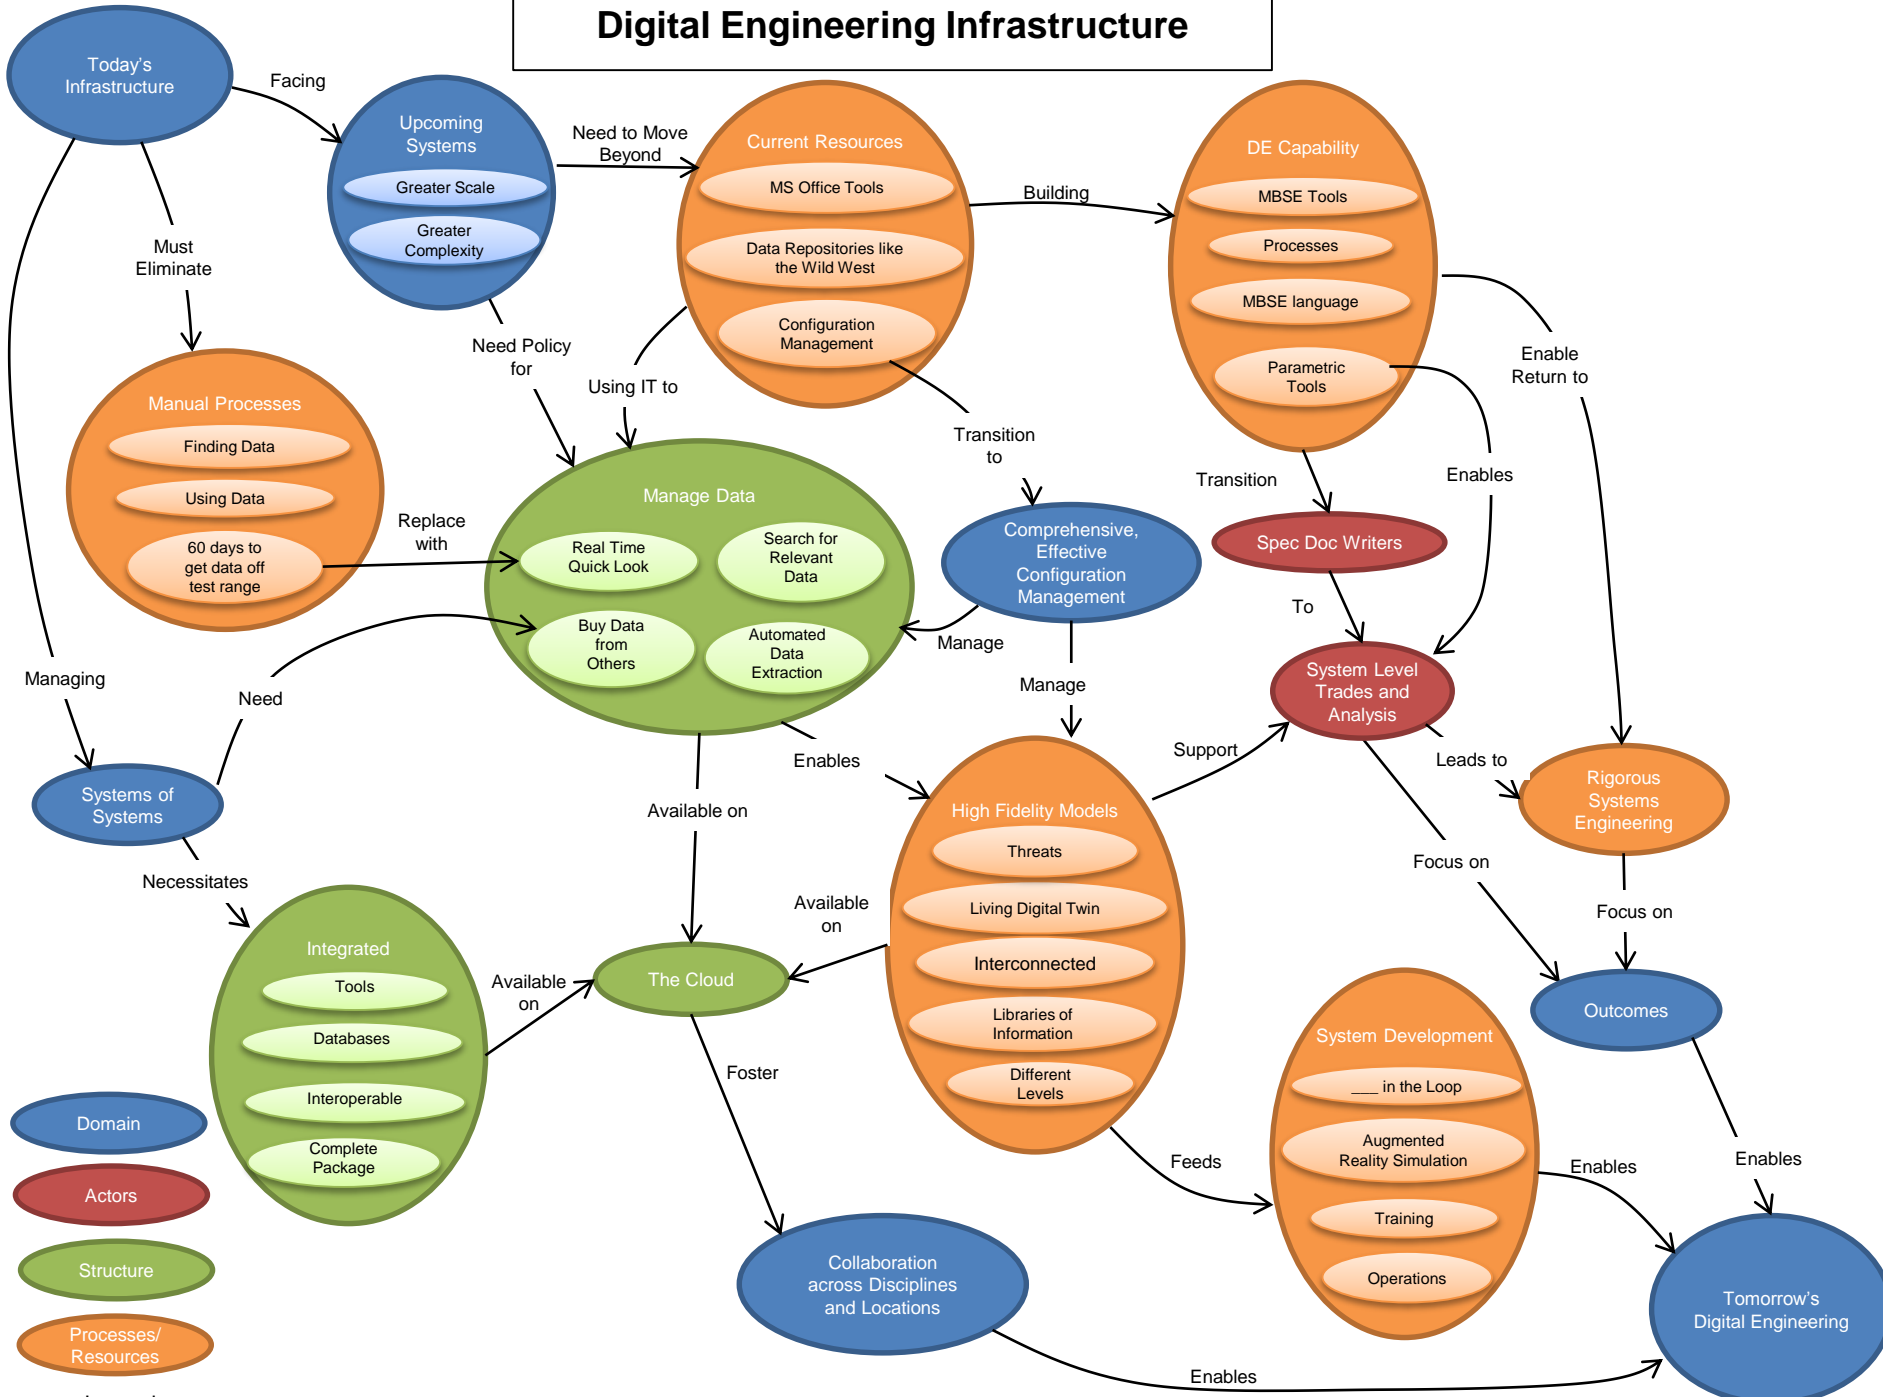 Digital Engineering Infrastructure
Today's
Infrastructure
Facing
Upcoming
Systems
Greater Scale
Greater
Complexity
Need to Move
Beyond
Current Resources
MS Office Tools
Data Repositories like
the Wild West
Configuration
Management
Building
DE Capability
MBSE Tools
Processes
MBSE language
Parametric
Tools
Must
Eliminate
Need Policy
for
Using IT to
Transition
to
Enable
Return to
Manual Processes
Finding Data
Using Data
60 days to
get data off
test range
Replace
with
Manage Data
Real Time
Quick Look
Search for
Relevant
Data
Buy Data
from
Others
Automated
Data
Extraction
Comprehensive,
Effective
Configuration
Management
Transition
Enables
Spec Doc Writers
To
Manage
Manage
System Level
Trades and
Analysis
Managing
Need
Systems of
Systems
Enables
Support
Leads to
Rigorous
Systems
Engineering
Available on
High Fidelity Models
Threats
Living Digital Twin
Interconnected
Libraries of
Information
Different
Levels
Focus on
Focus on
Necessitates
Integrated
Tools
Databases
Interoperable
Complete
Package
Available
on
The Cloud
Available
on
Outcomes
System Development
___ in the Loop
Augmented
Reality Simulation
Training
Operations
Foster
Feeds
Enables
Enables
Domain
Actors
Structure
Processes/
Resources
Collaboration
across Disciplines
and Locations
Enables
Tomorrow's
Digital Engineering